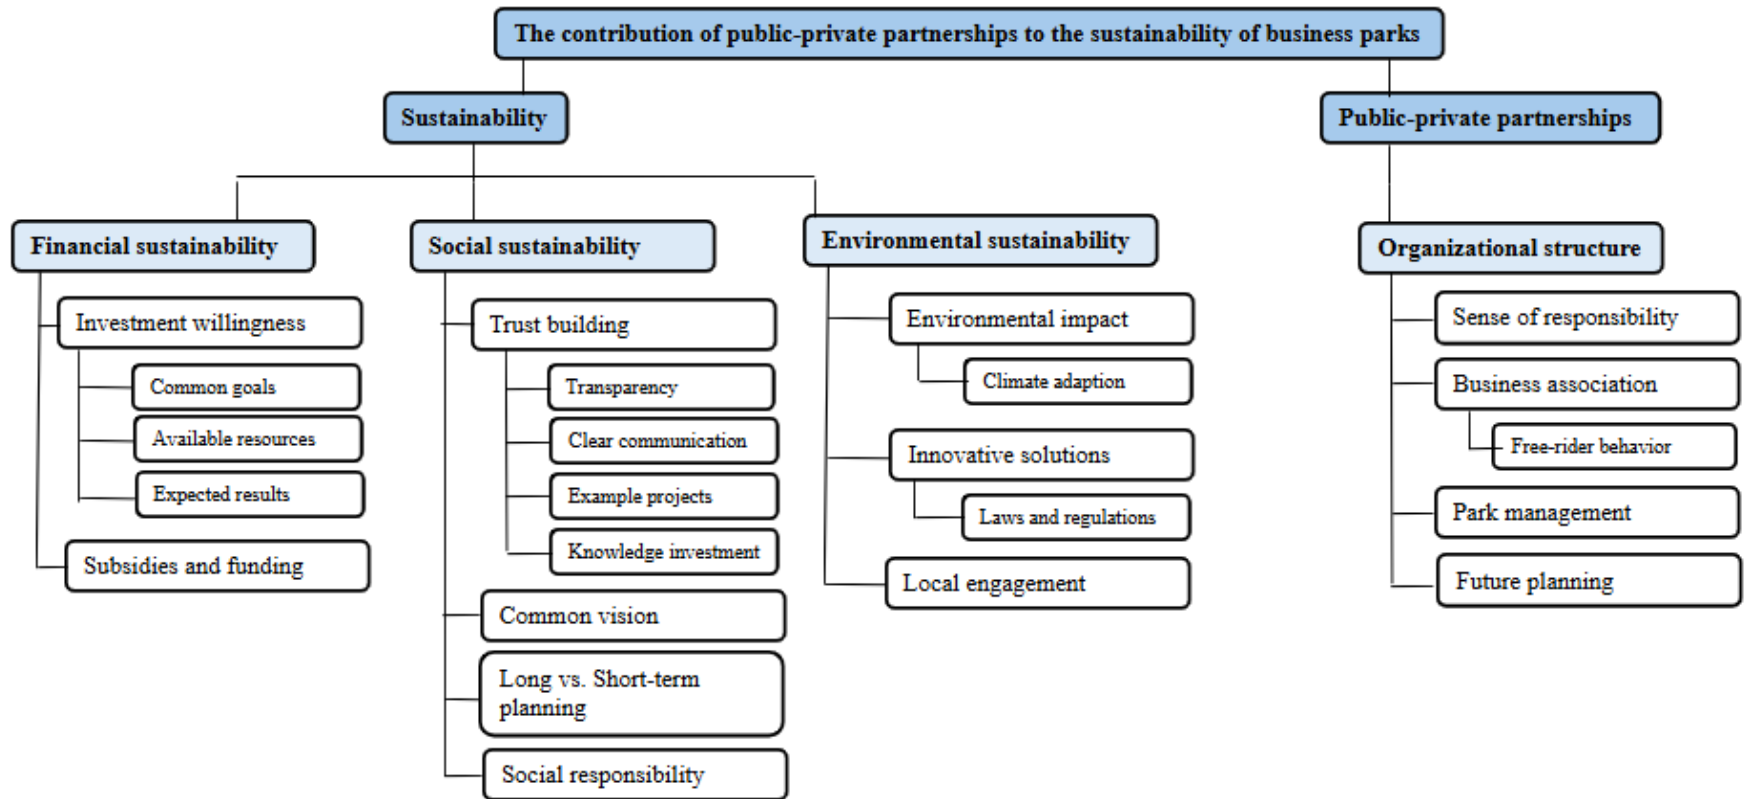 The contribution of public-private partnerships to the sustainability of business parks
Sustainability
Public-private partnerships
Financial sustainability
Investment willingness
Common goals
Available resources
Expected results
Subsidies and funding
Social sustainability
Trust building
Transparency
Clear communication
Example projects
Knowledge investment
Common vision
Long vs. Short-term
planning
Social responsibility
Environmental sustainability
Environmental impact
Climate adaption
Innovative solutions
Laws and regulations
Local engagement
Organizational structure
Sense of responsibility
Business association
Free-rider behavior
Park management
Future planning